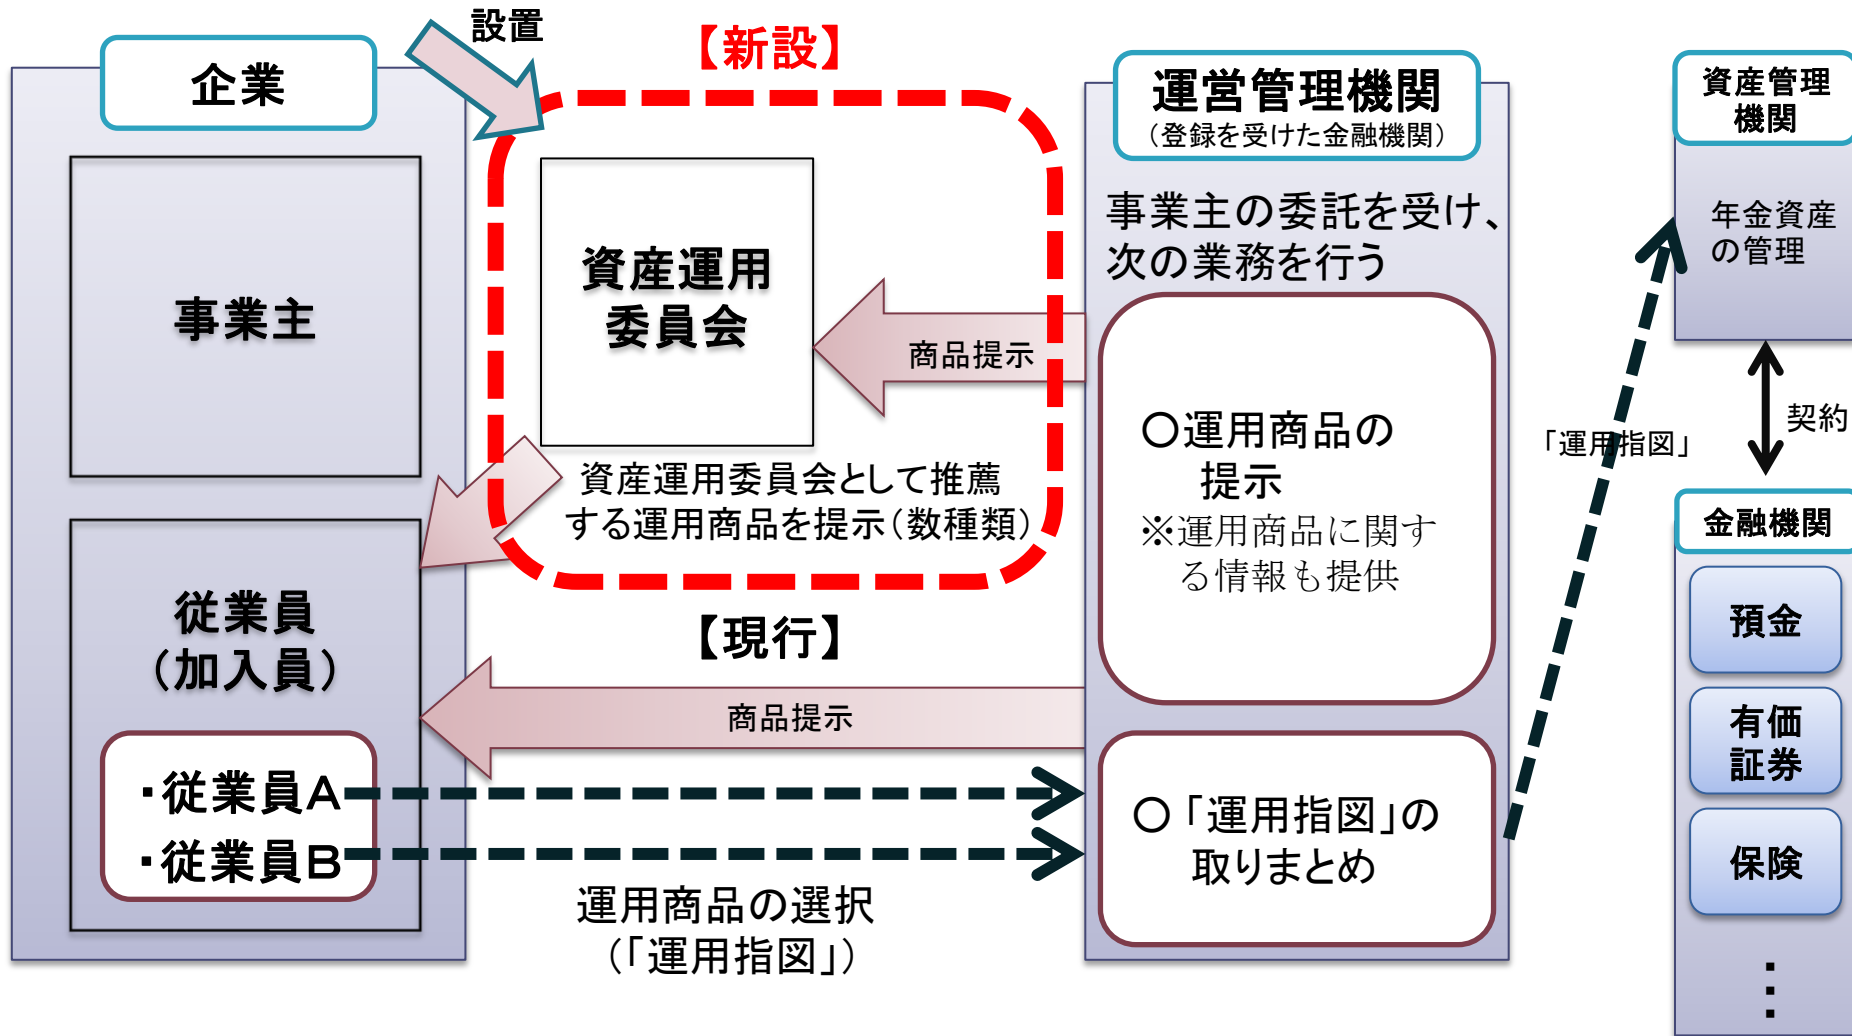 設置
【新設】
企業
事業主
従業員
（加入員）
・従業員Ａ
・従業員Ｂ
資産運用
委員会
商品提示
資産運用委員会として推薦
する運用商品を提示（数種類）
【現行】
商品提示
運用商品の選択
（「運用指図」）
運営管理機関
（登録を受けた金融機関）
事業主の委託を受け、
次の業務を行う
○運用商品の
提示
※運用商品に関す
る情報も提供
○「運用指図」の
取りまとめ
「運用指図」
資産管理
機関
年金資産
の管理
契約
金融機関
預金
有価
証券
保険
・・・